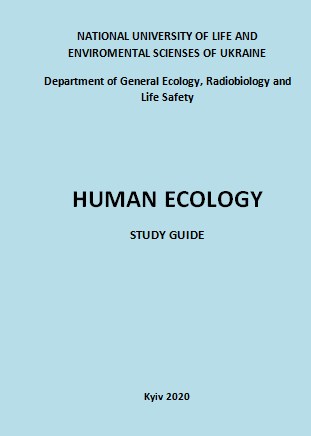 NATIONAL UNIVERSITY OF LIFE AND
ENVIROMENTAL SCIENSES OF UKRAINE
Department of General Ecology, Radiobiology and
Life Safety
HUMAN ECOLOGY
STUDY GUIDE
Kyiv 2020